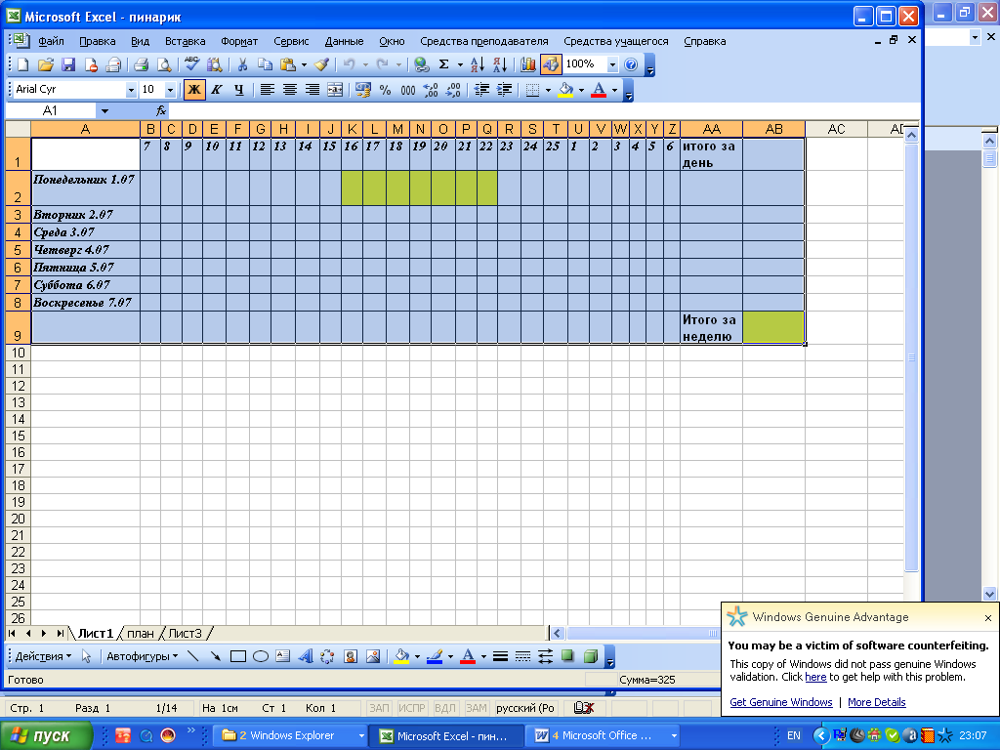 Microsoft Excel - пинарик
Файл Правка Вид Вставка Формат Сервис Данные Окно Средства преподавателя Средства учащегося Справка
100%
Arial Cyr 10 Ж К Ч % 000
A1 fx
A B C D E F G H I J K L M N O P Q R S T U V W X Y Z AA AB AC AD
1 7 8 9 10 11 12 13 14 15 16 17 18 19 20 21 22 23 24 25 1 2 3 4 5 6 итого за
день
2 Понедельник 1.07
3 Вторник 2.07
4 Среда 3.07
5 Четверг 4.07
6 Пятница 5.07
7 Суббота 6.07
8 Воскресенье 7.07
9 Итого за
неделю
10
11
12
13
14
15
16
17
18
19
20
21
22
23
24
25
26
Лист1 план Лист3
Действия Автофигуры
Готово Сумма=325
Windows Genuine Advantage
You may be a victim of software counterfeiting.
This copy of Windows did not pass genuine Windows
validation. Click here to get help with this problem.
Get Genuine Windows | More Details
Стр. 1 Разд 1 1/14 На 1см Ст 1 Кол 1 ЗАП ИСПР ВДЛ ЗАМ русский (Ро
пуск 2 Windows Explorer Microsoft Excel - пин... 4 Microsoft Office ... EN 23:07